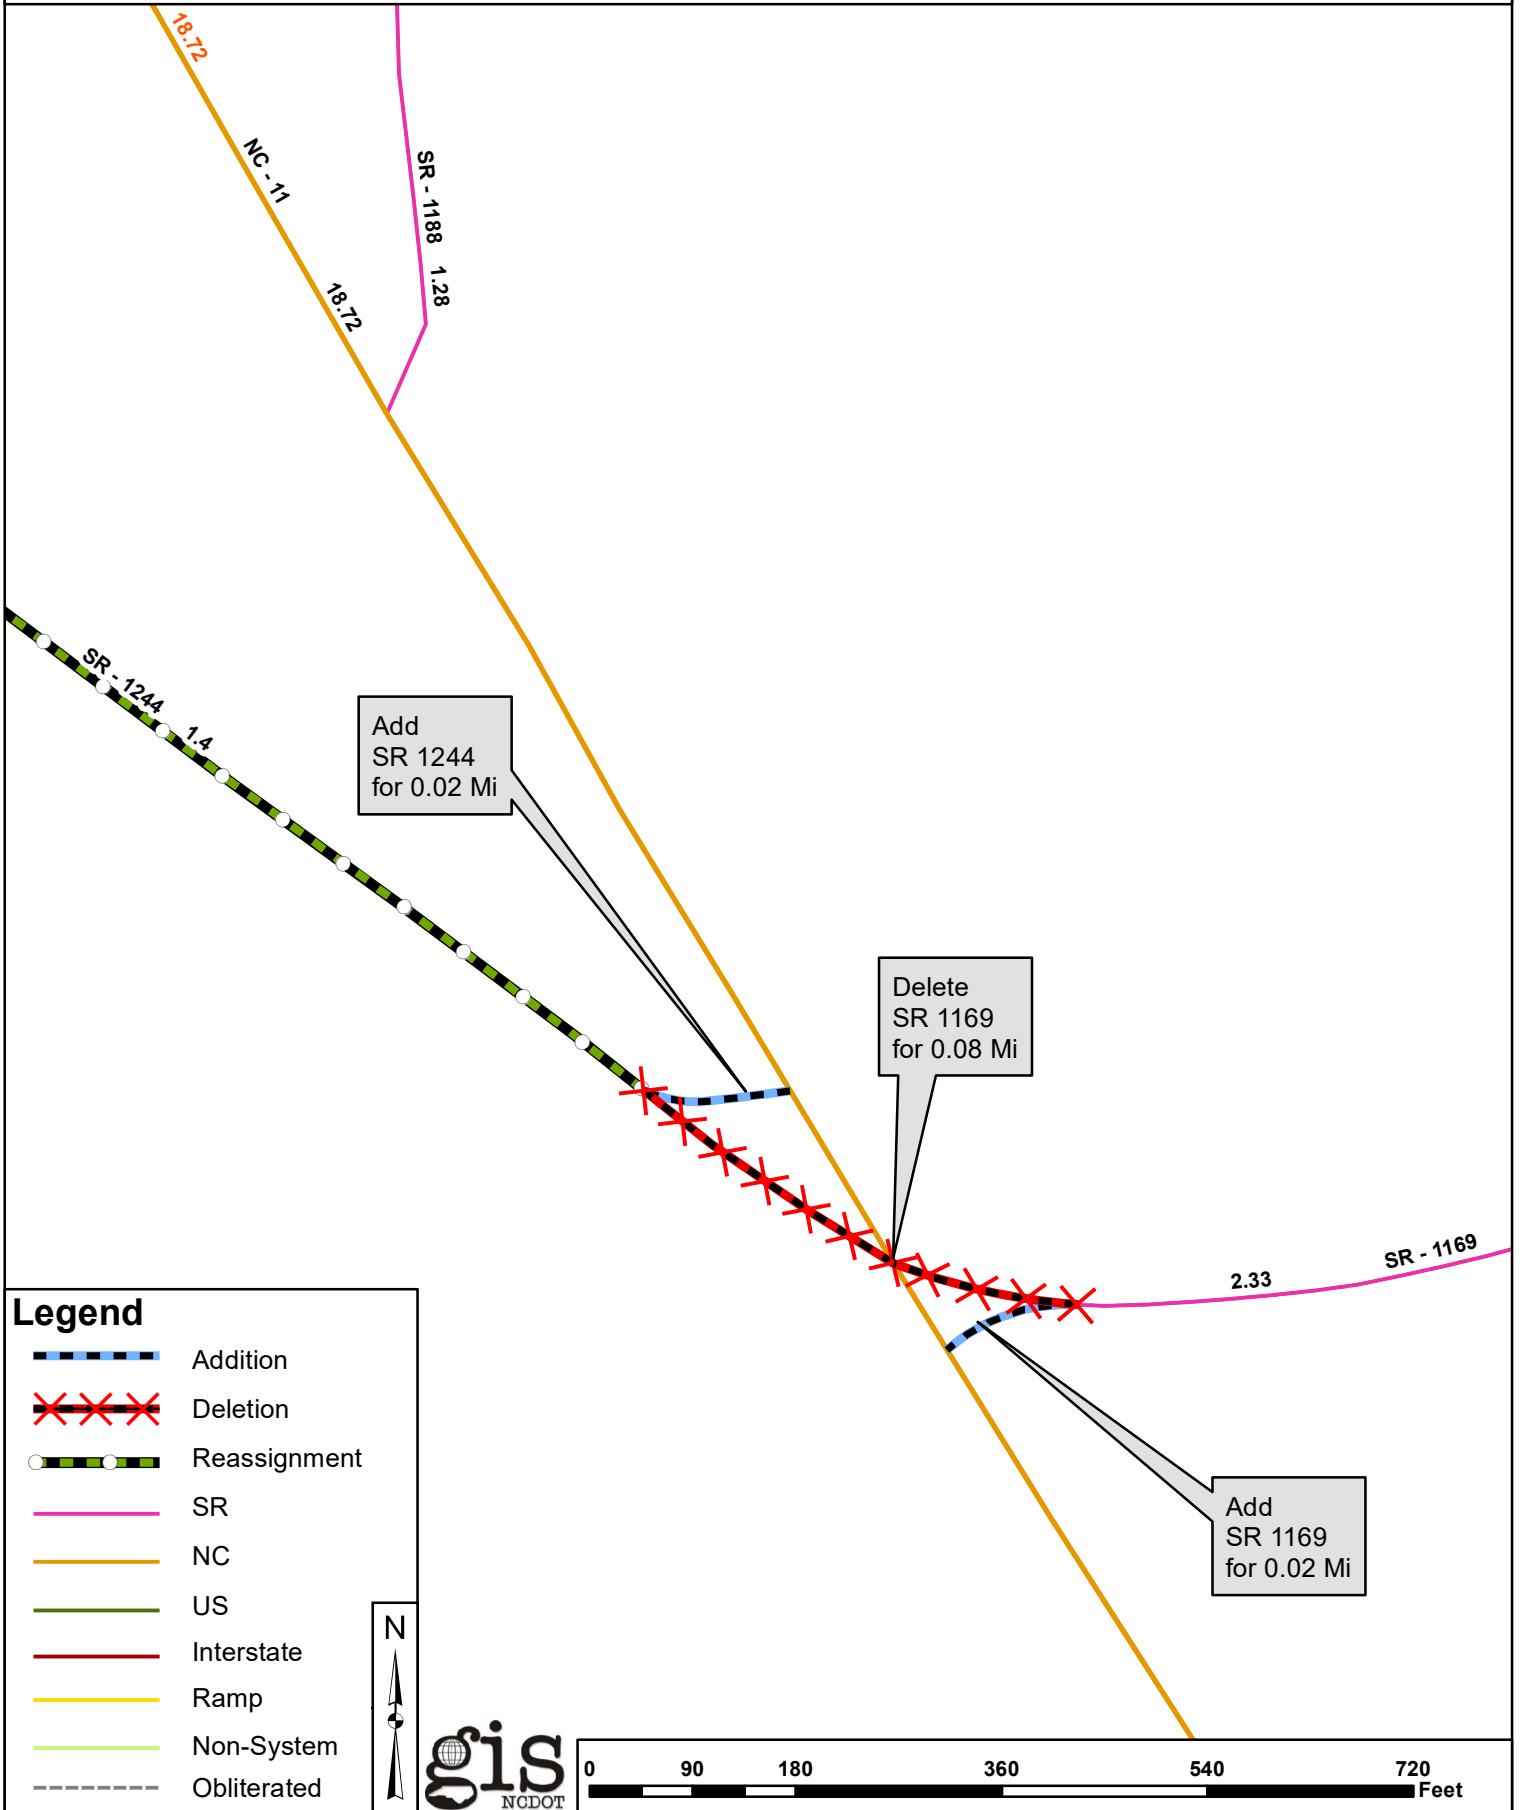 18.72
NC - 11
SR - 1188 1.28
18.72
SR - 1244 1.4
Add
SR 1244
for 0.02 Mi
Delete
SR 1169
for 0.08 Mi
2.33 SR - 1169
Add
SR 1169
for 0.02 Mi
Legend
Addition
Deletion
Reassignment
SR
NC
US
Interstate
Ramp
Non-System
Obliterated
N
gis
NCDOT
0 90 180 360 540 720
Feet